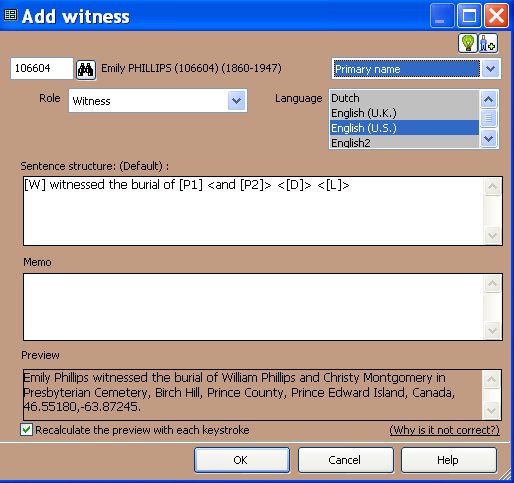 Add witness
106604 Emily PHILLIPS (106604) (1860-1947) Primary name
Role Witness Language Dutch
English (U.K.)
English (U.S.)
English2
Sentence structure: (Default) :
[W] witnessed the burial of [P1] <and [P2]> <[D]> <[L]>
Memo
Preview
Emily Phillips witnessed the burial of William Phillips and Christy Montgomery in
Presbyterian Cemetery, Birch Hill, Prince County, Prince Edward Island, Canada,
46.55180,-63.87245.
Recalculate the preview with each keystroke (Why is it not correct?)
OK Cancel Help